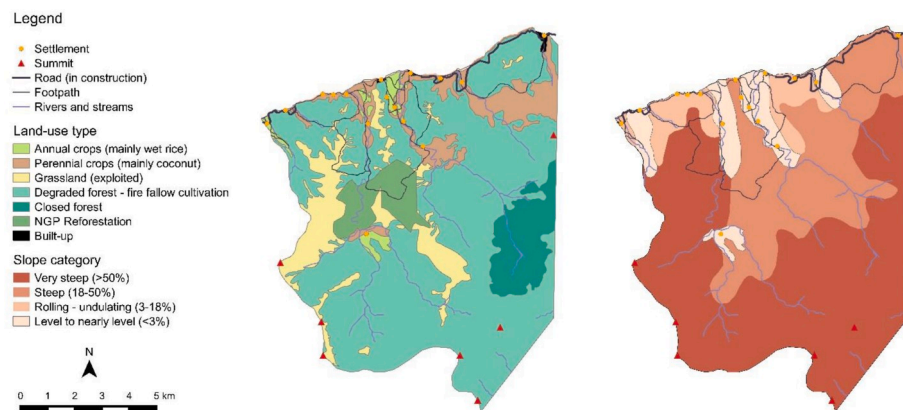 Legend
Settlement
Summit
Road (in construction)
Footpath
Rivers and streams
Land-use type
Annual crops (mainly wet rice)
Perennial crops (mainly coconut)
Grassland (exploited)
Degraded forest - fire fallow cultivation
Closed forest
NGP Reforestation
Built-up
Slope category
Very steep (>50%)
Steep (18-50%)
Rolling - undulating (3-18%)
Level to nearly level (<3%)
N
0 1 2 3 4 5 km